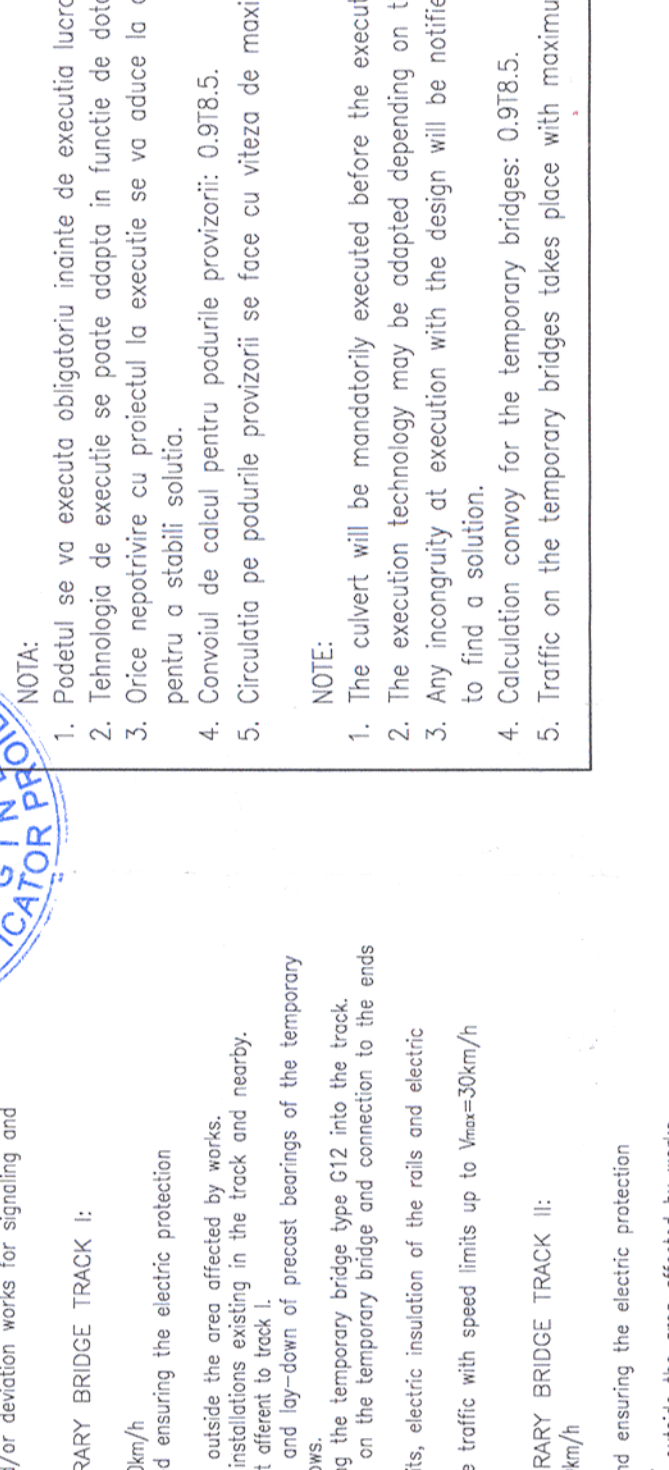 NOTA:
1. Podetul se va executa obligatoriu inainte de executia
2. Tehnologia de executie se poate adapta in functie de
3. Orice nepotrivire cu proiectul la executie se va aduce la
pentru a stabili solutia.
4. Convoiul de calcul pentru podurile provizorii: 0.9T8.5.
5. Circulatia pe podurile provizorii se face cu viteza de
NOTE:
1. The culvert will be mandatorily executed before the
2. The execution technology may be adapted depending on
3. Any incongruity at execution with the design will be
to find a solution.
4. Calculation convoy for the temporary bridges: 0.9T8.5.
5. Traffic on the temporary bridges takes place with
ICATOR
/or deviation works for signaling and
RARY BRIDGE TRACK I:
0km/h
d ensuring the electric protection
outside the area affected by works.
installations existing in the track and nearby.
t afferent to track I.
and lay-down of precast bearings of the temporary
ows.
ng the temporary bridge type G12 into the track.
on the temporary bridge and connection to the ends
its, electric insulation of the rails and electric
e traffic with speed limits up to Vmax=30km/h
RARY BRIDGE TRACK II:
km/h
nd ensuring the electric protection